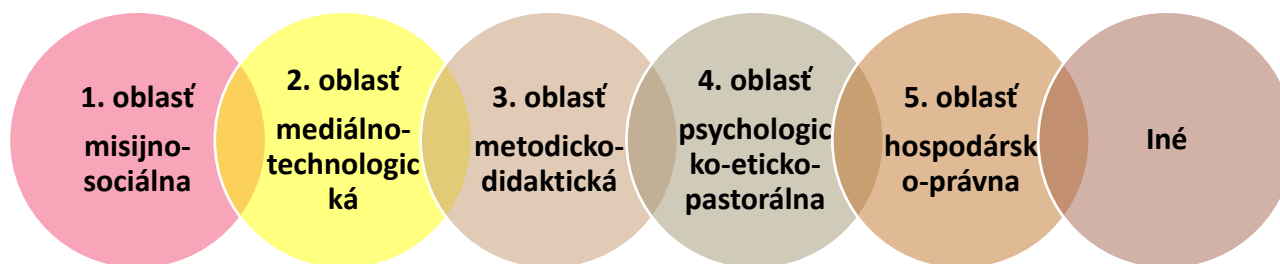 1. oblasť
misijno-
sociálna
2. oblasť
mediálno-
technologic
ká
3. oblasť
metodicko-
didaktická
4. oblasť
psychologic
ko-eticko-
pastorálna
5. oblasť
hospodársk
o-právna
Iné